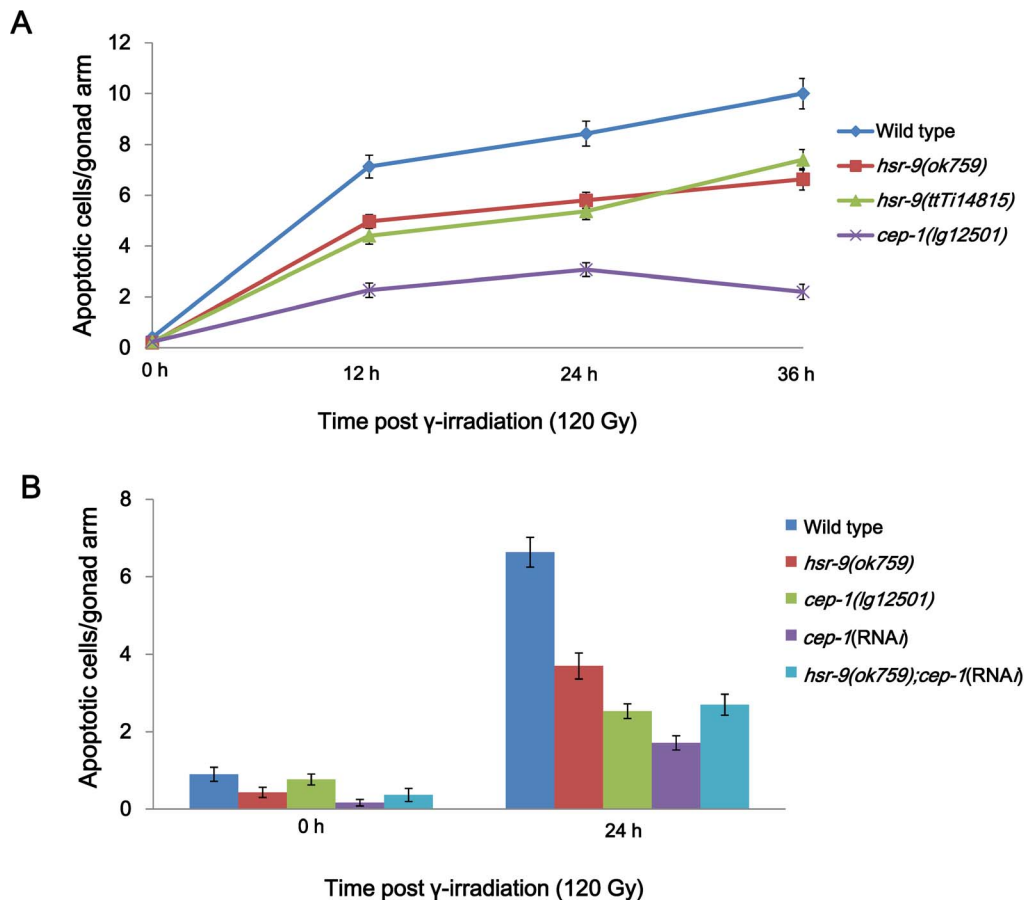 A
12
10
8
6
4
2
0
Apoptotic cells/gonad arm
0 h
12 h
24 h
36 h
Time post γ-irradiation (120 Gy)
Wild type
hsr-9(ok759)
hsr-9(ttTi14815)
cep-1(lg12501)
B
8
6
4
2
0
Apoptotic cells/gonad arm
0 h
24 h
Time post γ-irradiation (120 Gy)
Wild type
hsr-9(ok759)
cep-1(lg12501)
cep-1(RNAi)
hsr-9(ok759);cep-1(RNAi)